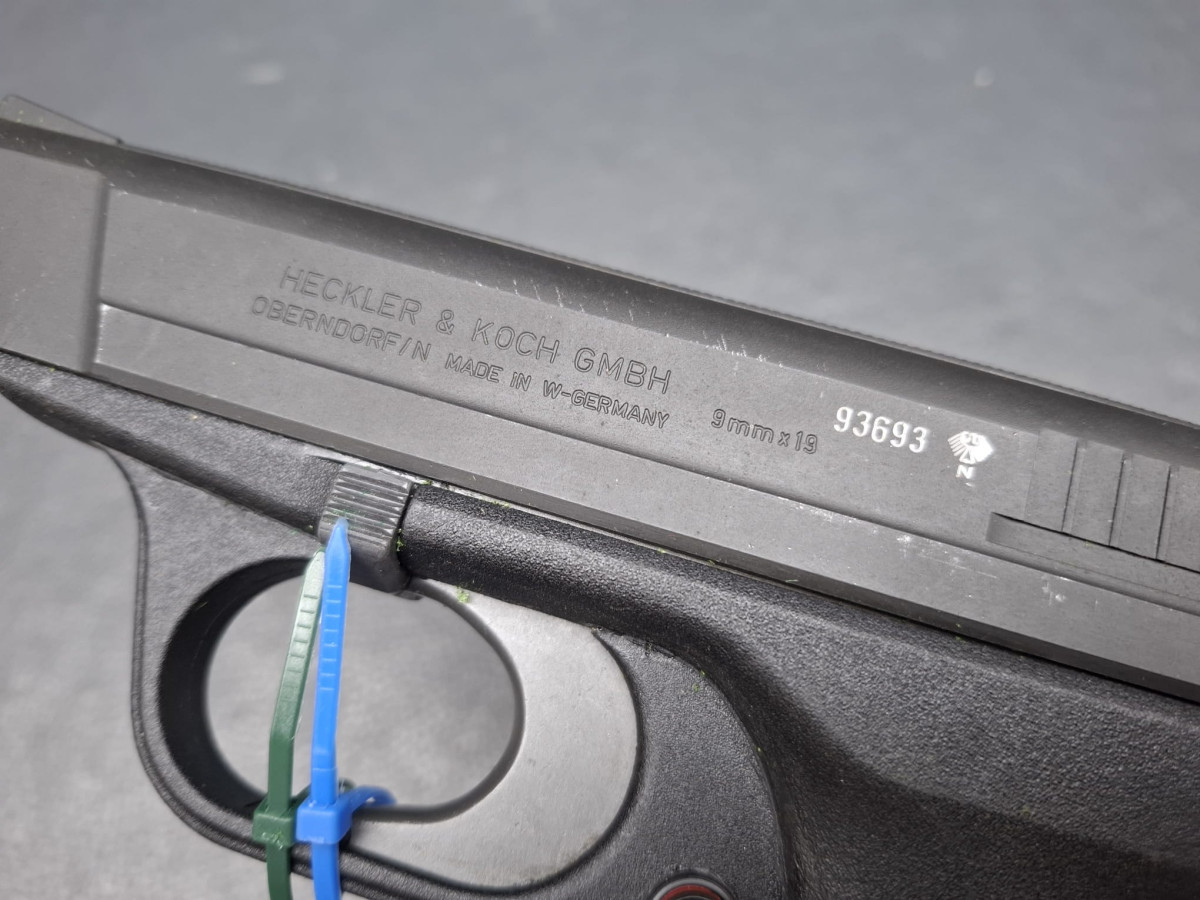 HECKLER & KOCH GMBH
OBERNDORF/N MADE IN W-GERMANY 9mm x 19 93693
N